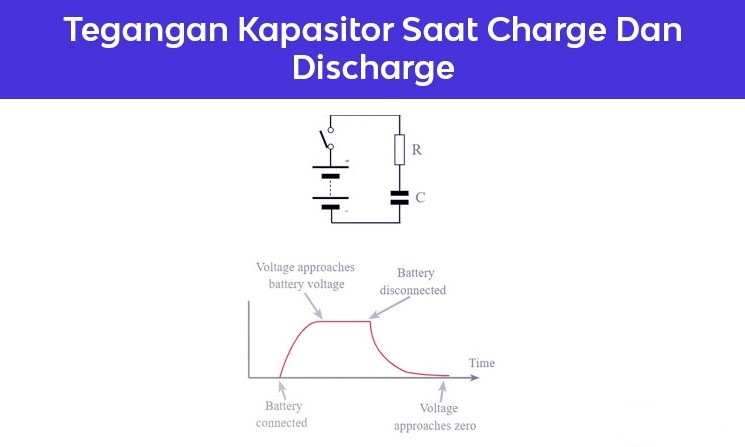 Tegangan Kapasitor Saat Charge Dan
Discharge
+
R
C
-
Voltage approaches
battery voltage
Battery
disconnected
Time
Battery
connected
Voltage
approaches zero